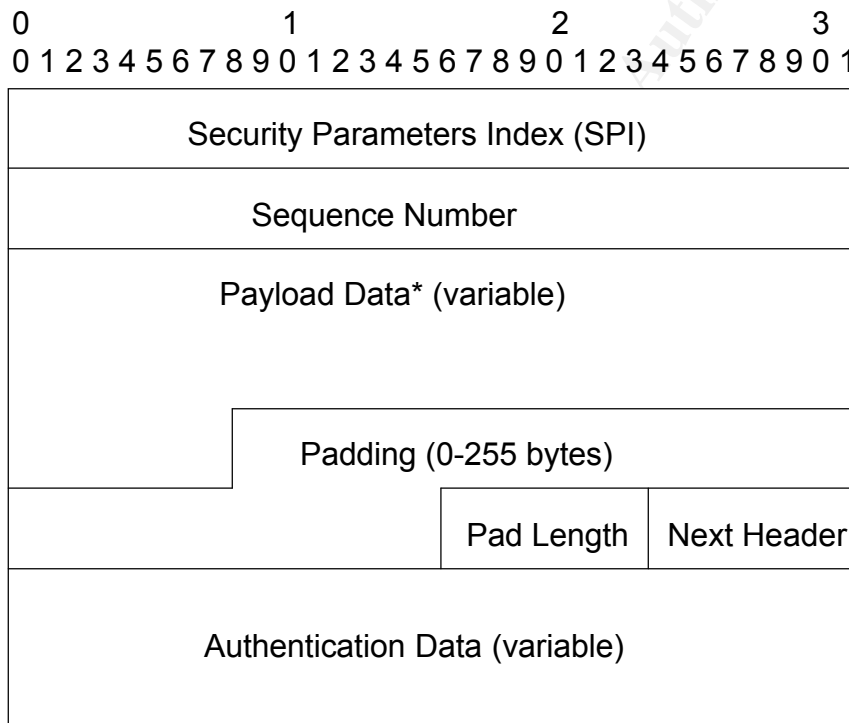 0 1 2 3
0 1 2 3 4 5 6 7 8 9 0 1 2 3 4 5 6 7 8 9 0 1 2 3 4 5 6 7 8 9 0 1
Security Parameters Index (SPI)
Sequence Number
Payload Data* (variable)
Padding (0-255 bytes)
Pad Length Next Header
Authentication Data (variable)